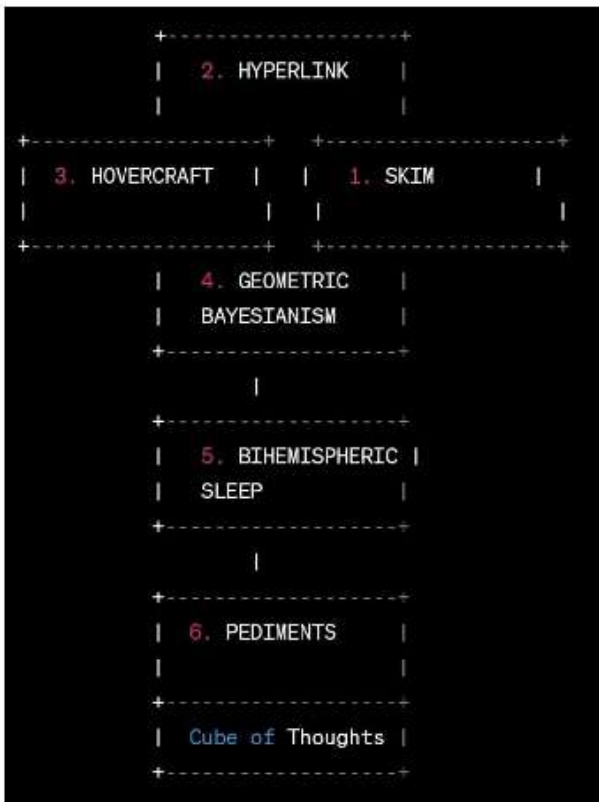 2. HYPERLINK
3. HOVERCRAFT
1. SKIM
4. GEOMETRIC
BAYESIANISM
5. BIHEMISPHERIC
SLEEP
6. PEDIMENTS
Cube of Thoughts